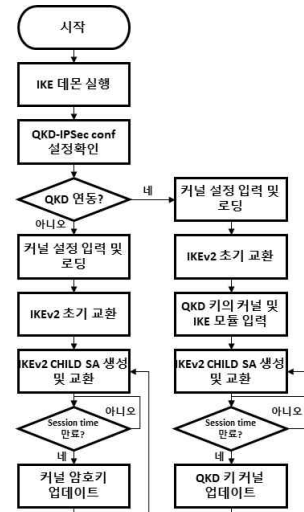 시작
IKE 데몬 실행
QKD-IPSec conf
설정확인
QKD 연동?
네
아니오
커널 설정 입력 및
로딩
IKEv2 초기 교환
IKEv2 CHILD SA 생성
및 교환
Session time
만료?
아니오
네
커널 암호키
업데이트
커널 설정 입력 및
로딩
IKEv2 초기 교환
QKD 키의 커널 및
IKE 모듈 입력
IKEv2 CHILD SA 생성
및 교환
Session time
만료?
아니오
네
QKD 키 커널
업데이트